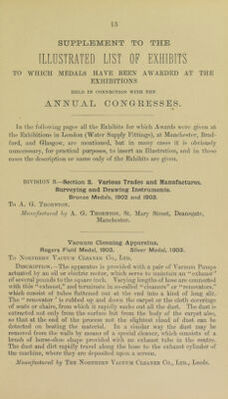 13
SUPPLEMENT TO THE
ILLUSTRATED LIST OF EXHIBITS
TO WHICH MEDALS HAVE BEEN AWARDED AT THE
EXHIBITIONS
HELD IN CONNECTION WITH THE
ANNUAL CONGRESSES.
In the following pages all the Exhibits for which Awards were given at
the Exhibitions in London (Water Supply Fittings), at Manchester, Brad-
ford, and Glasgow, are mentioned, but in many cases it is obviously
unnecessary, for practical purposes, to insert an Illustration, and in these
cases the description or name only of the Exhibits are given.
DIVISION 3.—Section 3. Various Trades and Manufactures.
Surveying and Drawing Instruments.
Bronze Medals, 1902 and 1903.
To A. G. THORNTON.
Manufactured by A. G. THORNTON, St. Mary Street, Deansgate,
Manchester.
Vacuum Cleansing Apparatus.
Rogers Field Medal, 1903. Silver Medal, 1903.
To NORTHERN VACUUM CLEANER CO., LTD.
DESCRIPTION.—The apparatus is provided with a pair of Vacuum Pumps
actuated by an oil or electric motor, which serve to maintain an "exhaust"
of several pounds to the square inch. Varying lengths of hose are connected
with this "exhaust," and terminate in so-called "cleaners" or "renovators,"
which consist of tubes flattened out at the end into a kind of long slit.
The "renovator" is rubbed up and down the carpet or the cloth coverings
of seats or chairs, from which it rapidly sucks out all the dust. The dust is
extracted not only from the surface but from the body of the carpet also,
so that at the end of the process not the slightest cloud of dust can be
detected on beating the material. In a similar way the dust may be
removed from the walls by means of a special cleaner, which consists of a
brush of horse-shoe shape provided with an exhaust tube in the centre.
The dust and dirt rapidly travel along the hose to the exhaust cylinder of
the machine, where they are deposited upon a screen.
Manufactured by THE NORTHERN VACUUM CLEANER CO., LTD., Leeds.